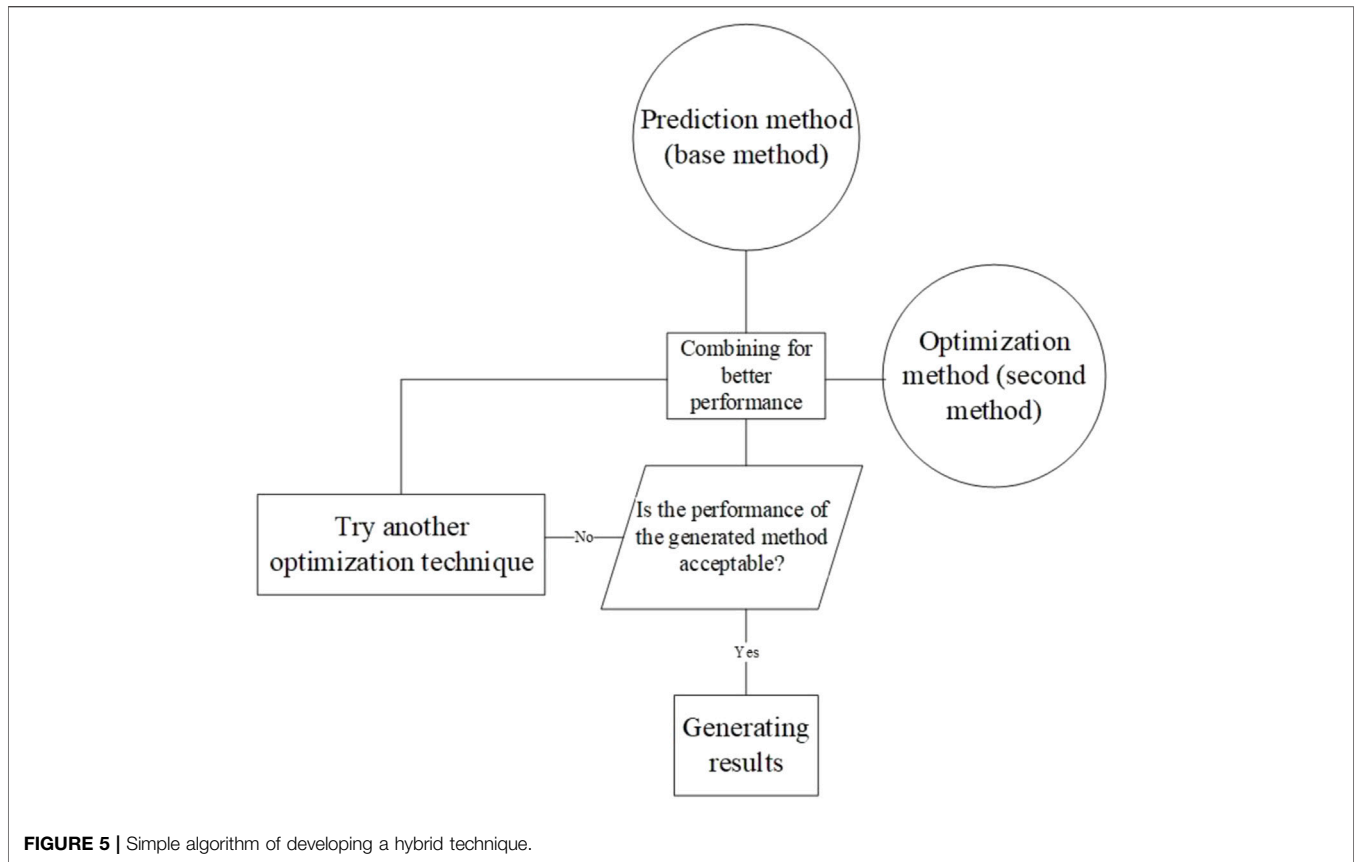 Prediction method
(base method)
Combining for
better
performance
Optimization
method (second
method)
Try another
optimization technique
No
Is the performance of
the generated method
acceptable?
Yes
Generating
results
FIGURE 5 | Simple algorithm of developing a hybrid technique.